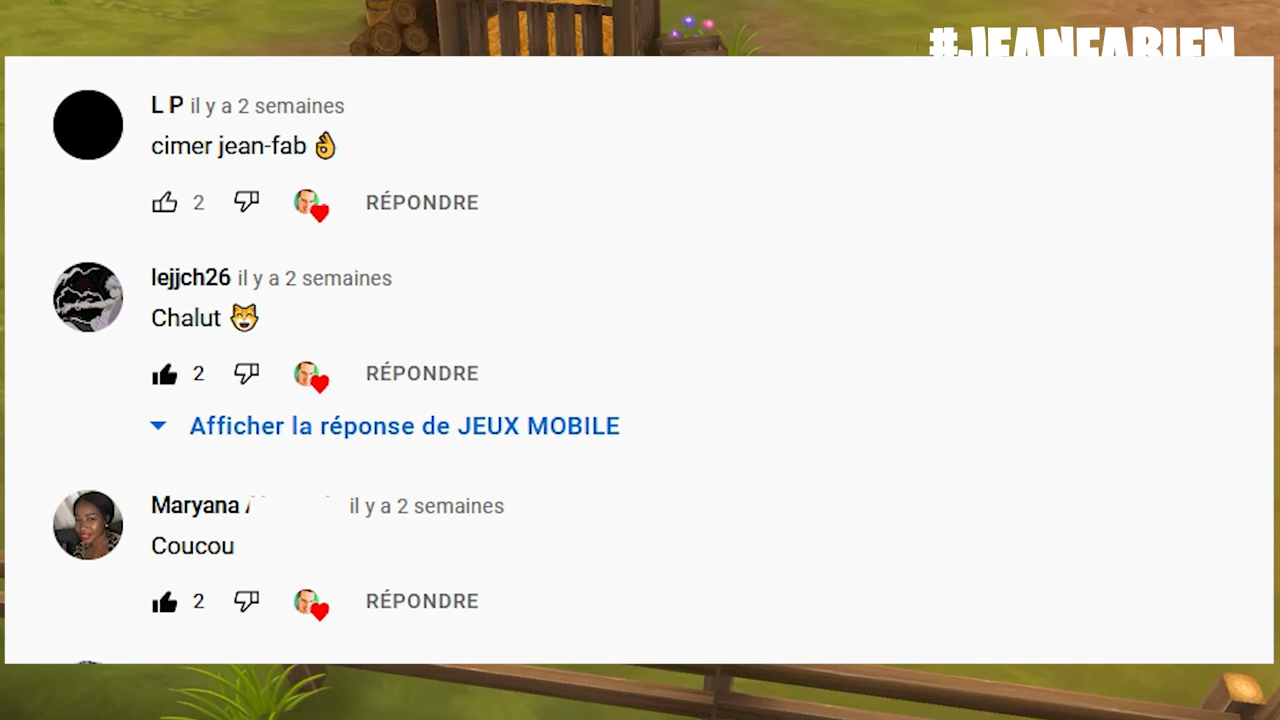 #JEANFABIEN
L P il y a 2 semaines
cimer jean-fab 👌
2 RÉPONDRE
lejjch26 il y a 2 semaines
Chalut 😸
2 RÉPONDRE
Afficher la réponse de JEUX MOBILE
Maryana il y a 2 semaines
Coucou
2 RÉPONDRE